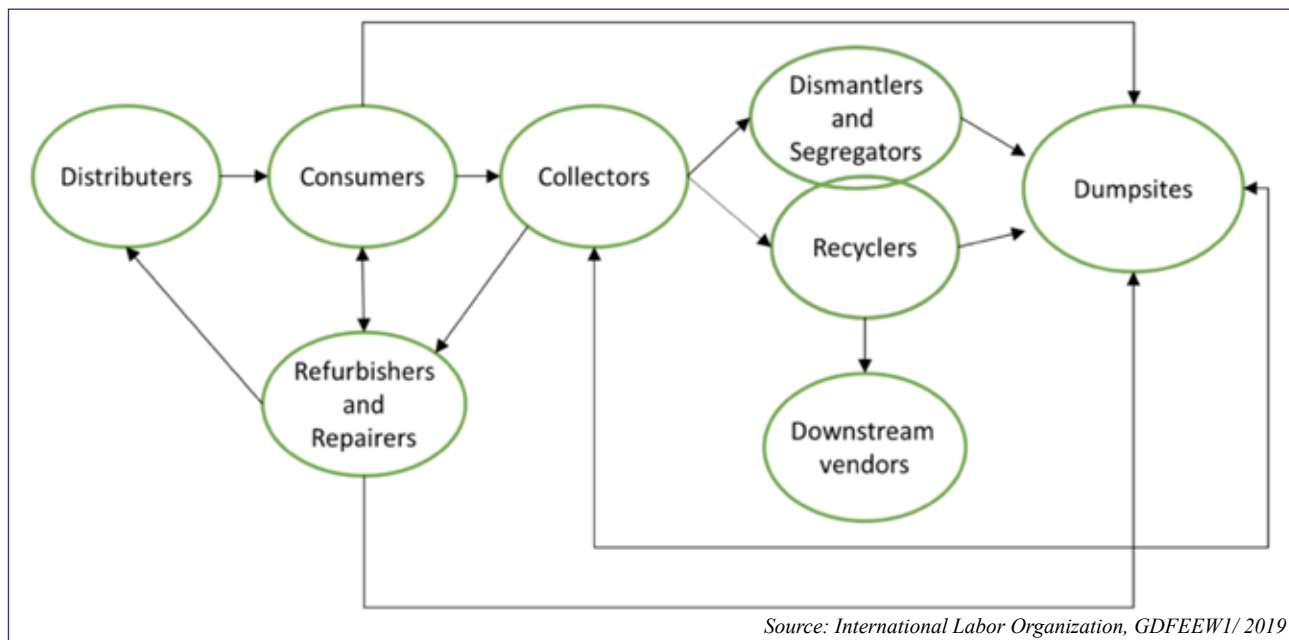 Distributers
Consumers
Collectors
Dismantlers
and
Segregators
Recyclers
Dumpsites
Refurbishers
and
Repairers
Downstream
vendors
Source: International Labor Organization, GDFEEW1/ 2019